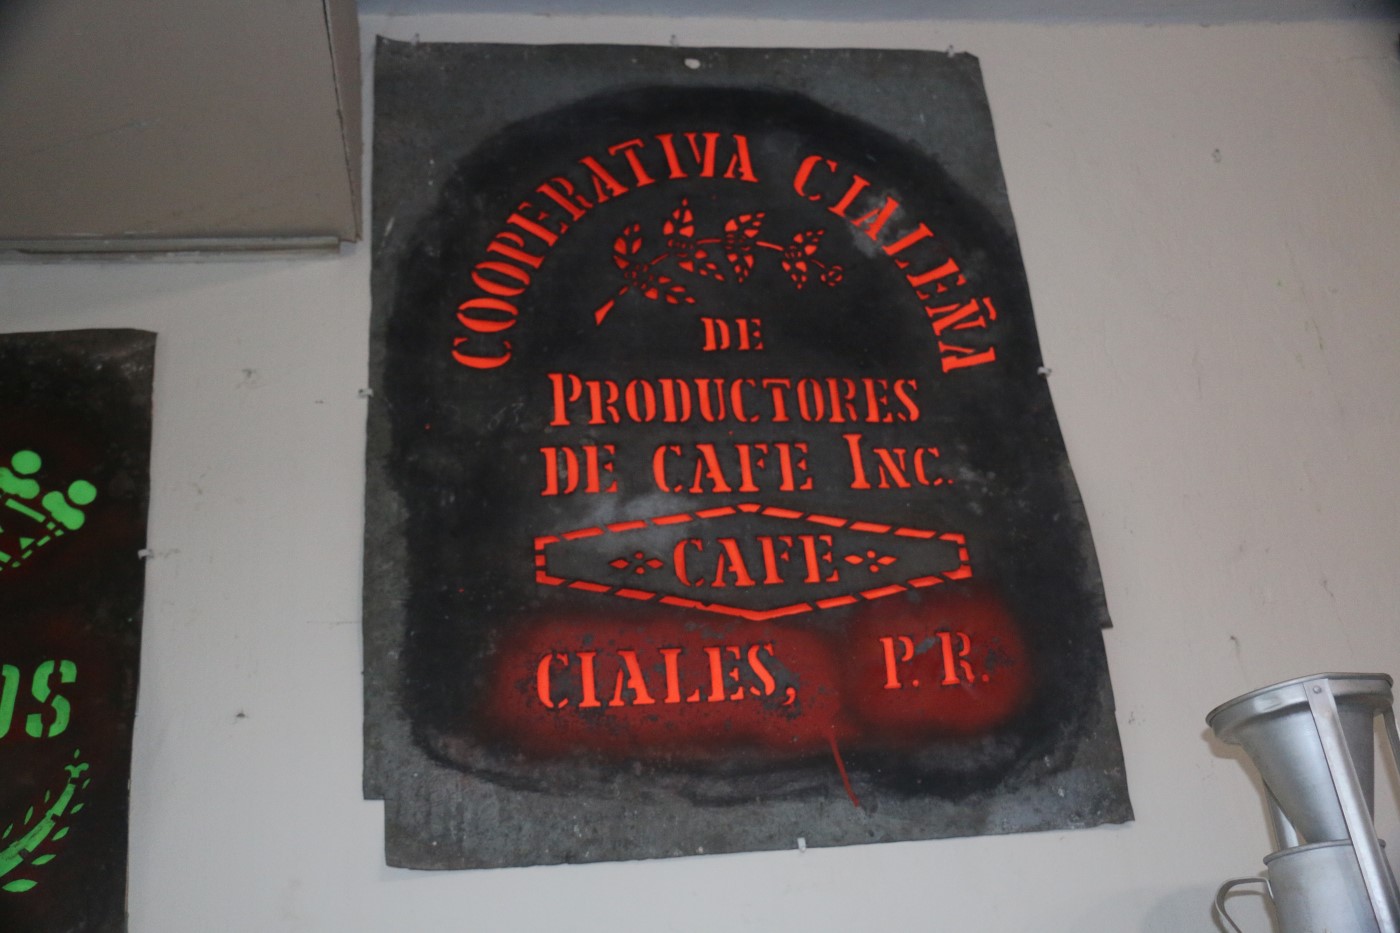 COOPERATIVA CIALEÑA
DE
PRODUCTORES
DE CAFE INC.
CAFE
CIALES, P.R.